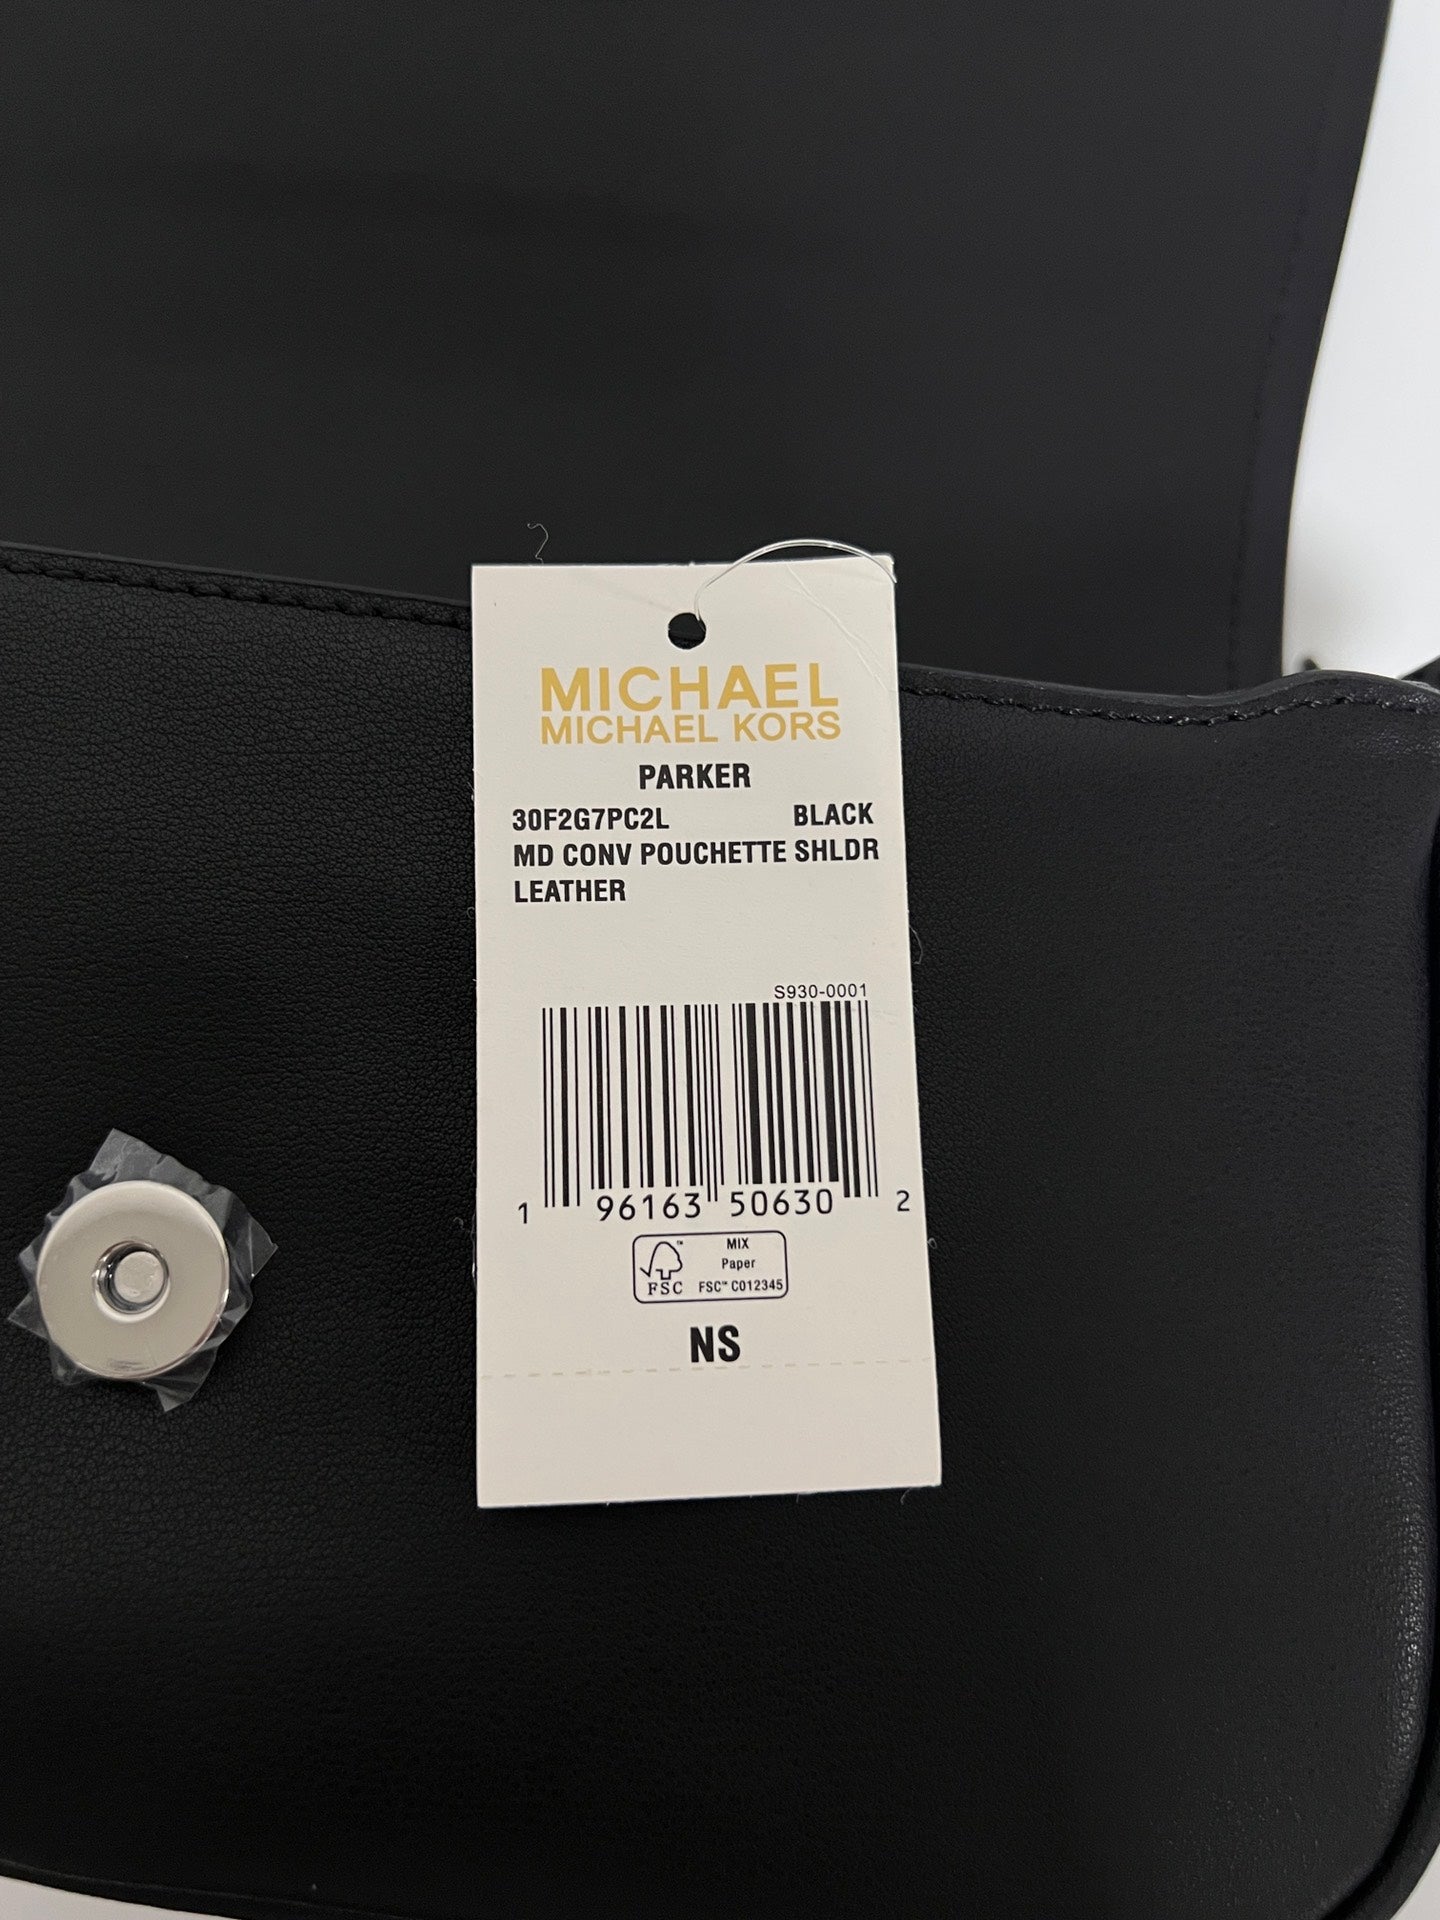 MICHAEL
MICHAEL KORS
PARKER
30F2G7PC2L BLACK
MD CONV POUCHETTE SHLDR
LEATHER
S930-0001
1 96163 50630 2
FSC™ MIX
Paper
FSC™ C012345
NS